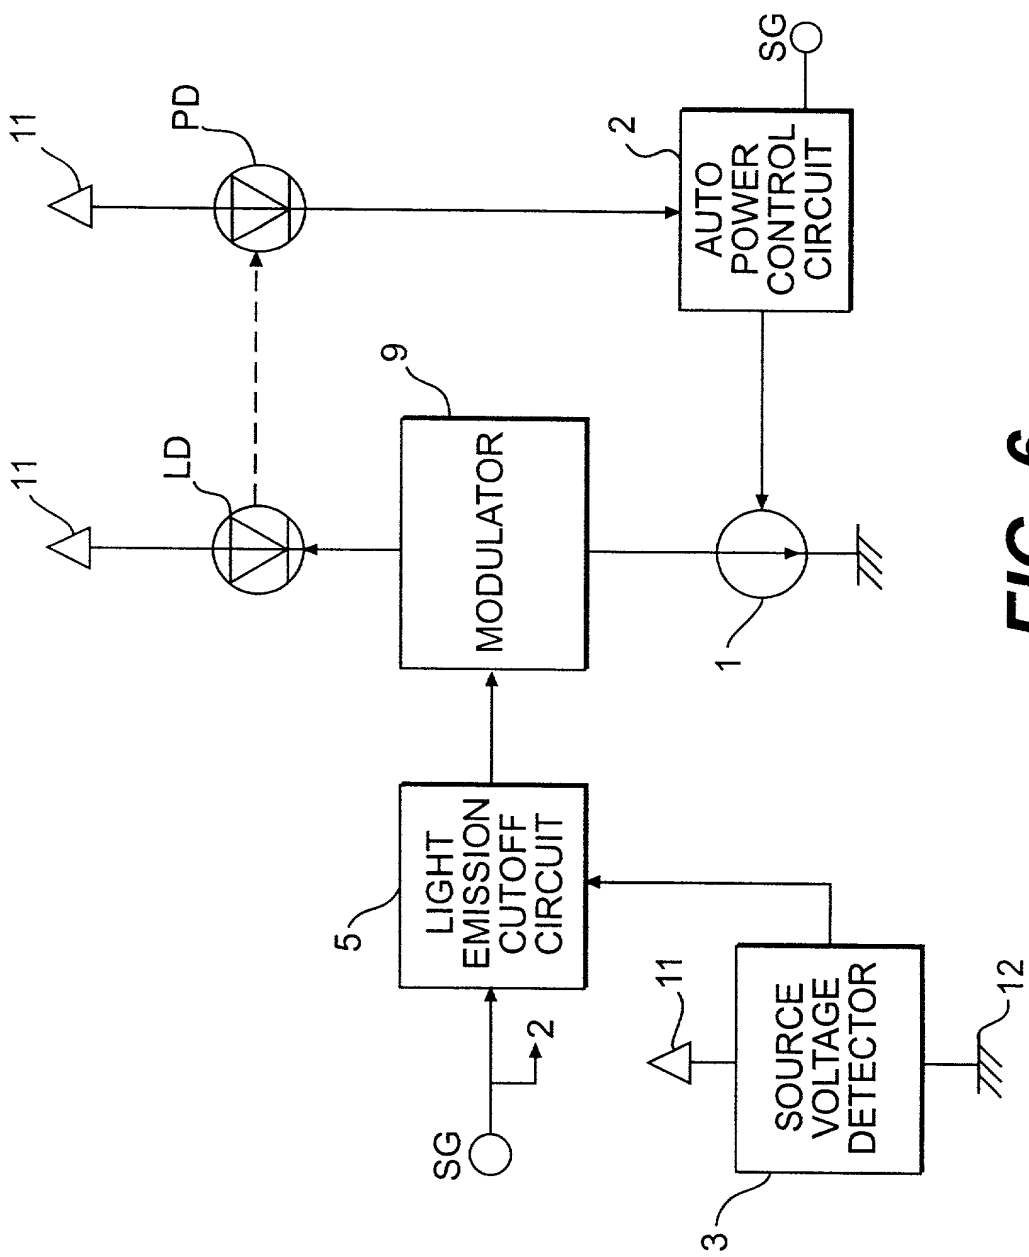 11
11
LD
PD
5
9
SG
LIGHT
EMISSION
CUTOFF
CIRCUIT
MODULATOR
2
11
2
AUTO
POWER
CONTROL
CIRCUIT
SG
3
SOURCE
VOLTAGE
DETECTOR
1
12
FIG. 6